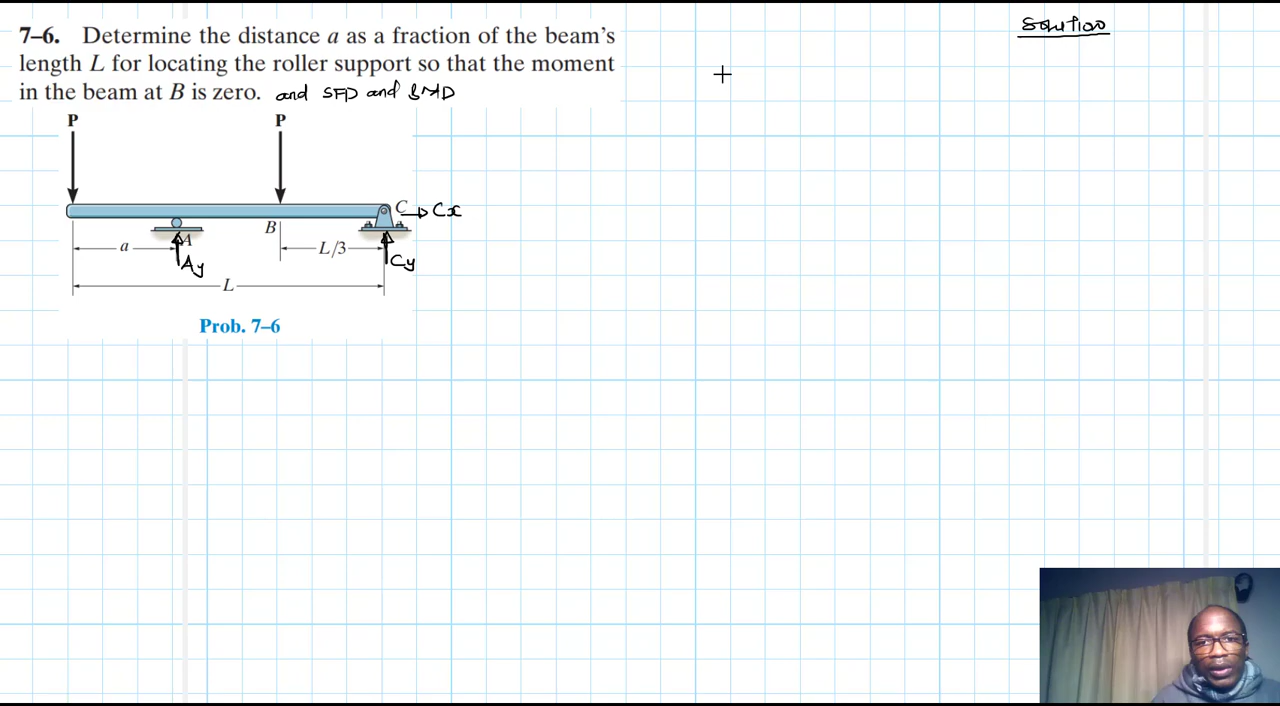 7–6. Determine the distance a as a fraction of the beam's
length L for locating the roller support so that the moment
in the beam at B is zero. and SFD and BMD
Solution
P P
C Cx
B
A
a L/3
Ay Cy
L
Prob. 7–6